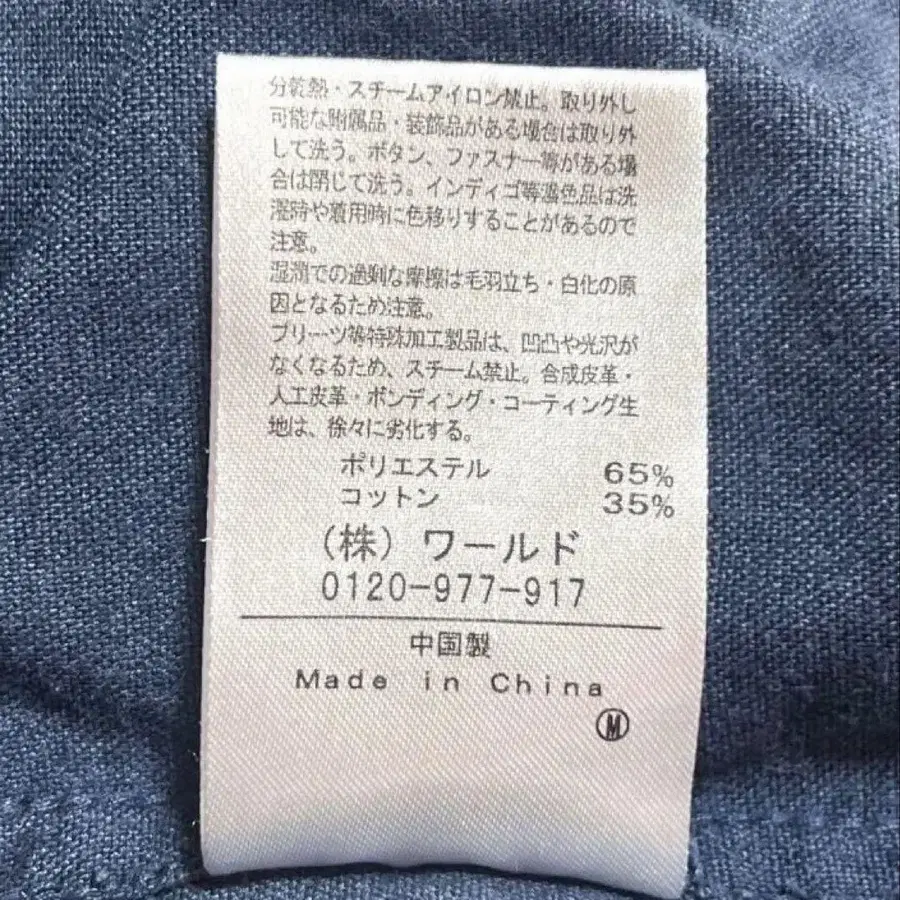 分乾熱・スチームアイロン禁止。取り外し
可能な附属品・装飾品がある場合は取り外
して洗う。ボタン、ファスナー等がある場
合は閉じて洗う。インディゴ等濃色品は洗
濯時や着用時に色移りすることがあるので
注意。
湿潤での過剰な摩擦は毛羽立ち・白化の原
因となるため注意。
プリーツ等特殊加工製品は、凹凸や光沢が
なくなるため、スチーム禁止。合成皮革・
人工皮革・ボンディング・コーティング生
地は、徐々に劣化する。
ポリエステル 65%
コットン 35%
(株) ワールド
0120-977-917
中国製
Made in China
Ⓜ